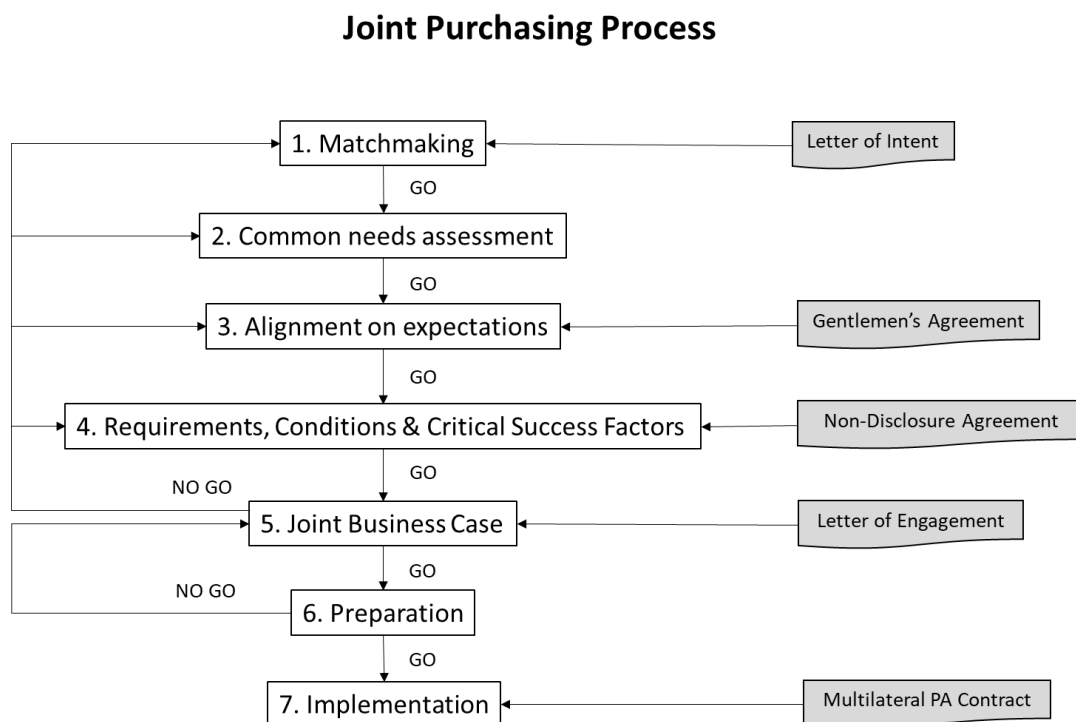 Joint Purchasing Process
1. Matchmaking
Letter of Intent
GO
2. Common needs assessment
GO
3. Alignment on expectations
Gentlemen’s Agreement
GO
4. Requirements, Conditions & Critical Success Factors
Non-Disclosure Agreement
GO
NO GO
5. Joint Business Case
Letter of Engagement
GO
NO GO
6. Preparation
GO
7. Implementation
Multilateral PA Contract